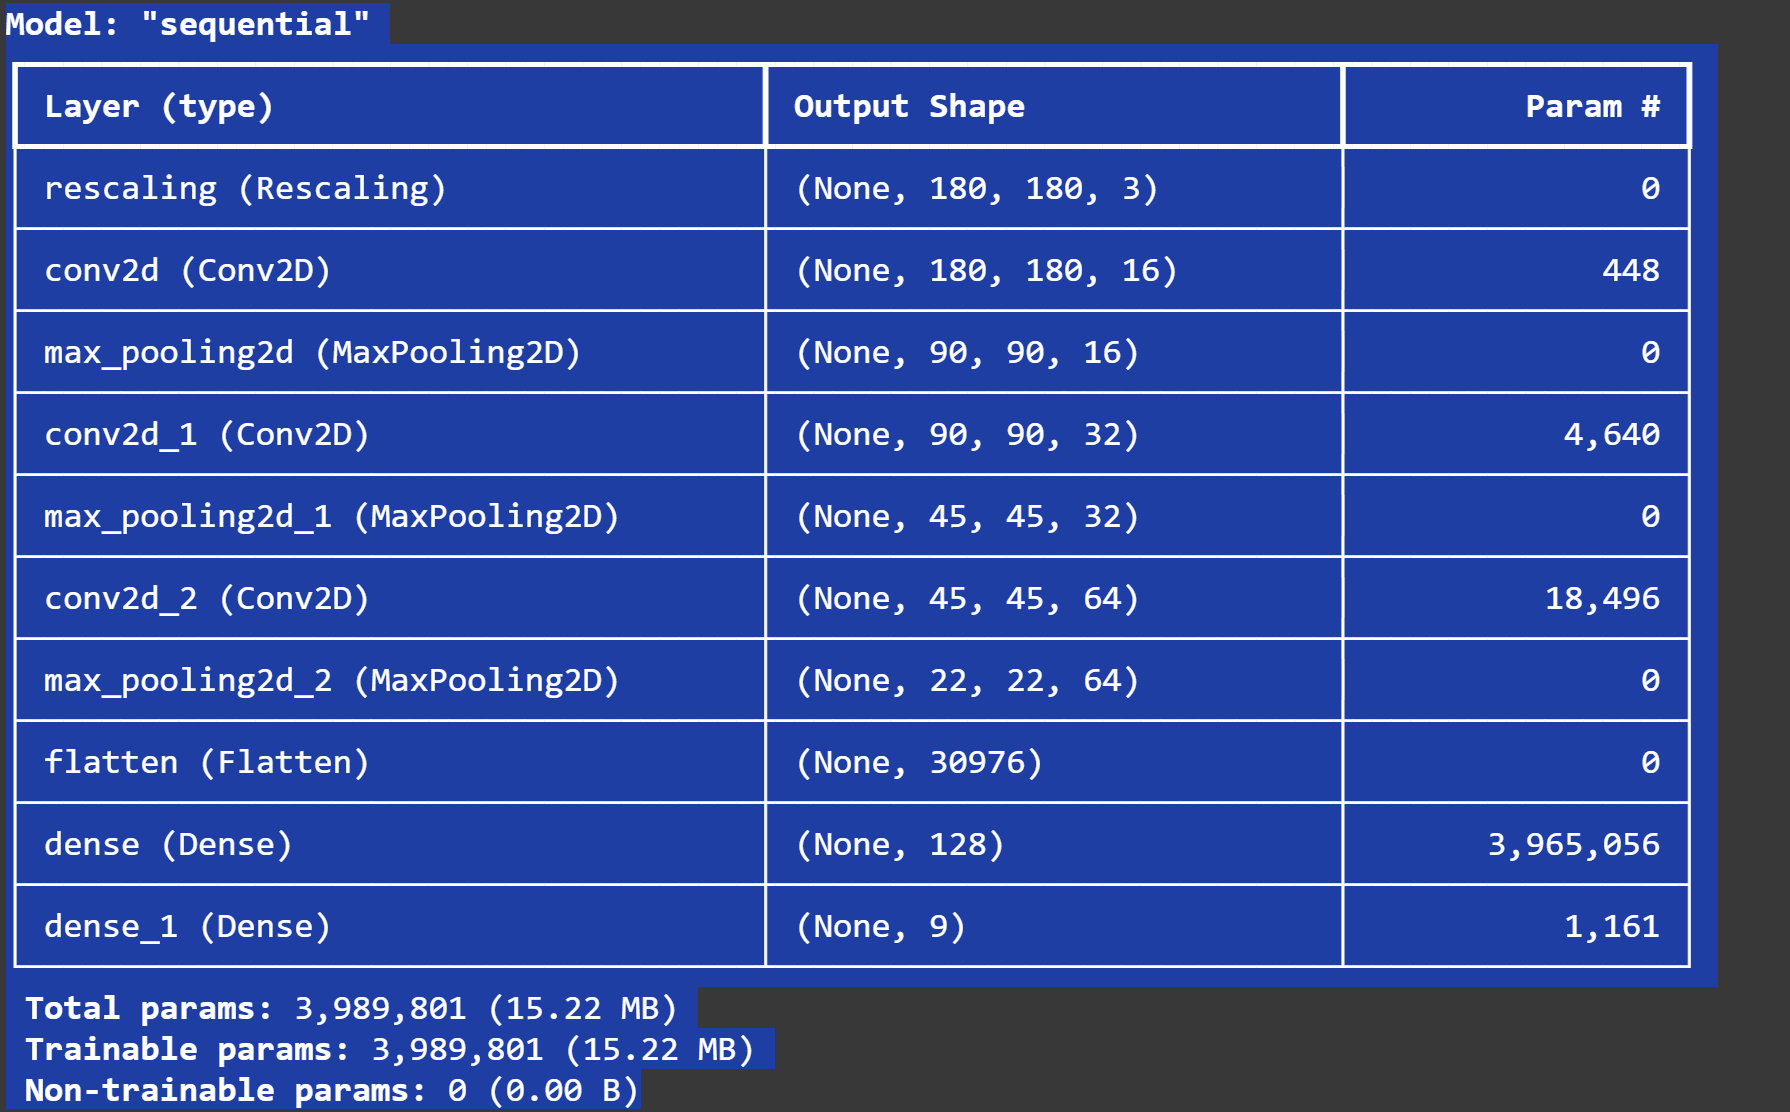 Model: "sequential"
Layer (type) Output Shape Param #
rescaling (Rescaling) (None, 180, 180, 3) 0
conv2d (Conv2D) (None, 180, 180, 16) 448
max_pooling2d (MaxPooling2D) (None, 90, 90, 16) 0
conv2d_1 (Conv2D) (None, 90, 90, 32) 4,640
max_pooling2d_1 (MaxPooling2D) (None, 45, 45, 32) 0
conv2d_2 (Conv2D) (None, 45, 45, 64) 18,496
max_pooling2d_2 (MaxPooling2D) (None, 22, 22, 64) 0
flatten (Flatten) (None, 30976) 0
dense (Dense) (None, 128) 3,965,056
dense_1 (Dense) (None, 9) 1,161
Total params: 3,989,801 (15.22 MB)
Trainable params: 3,989,801 (15.22 MB)
Non-trainable params: 0 (0.00 B)